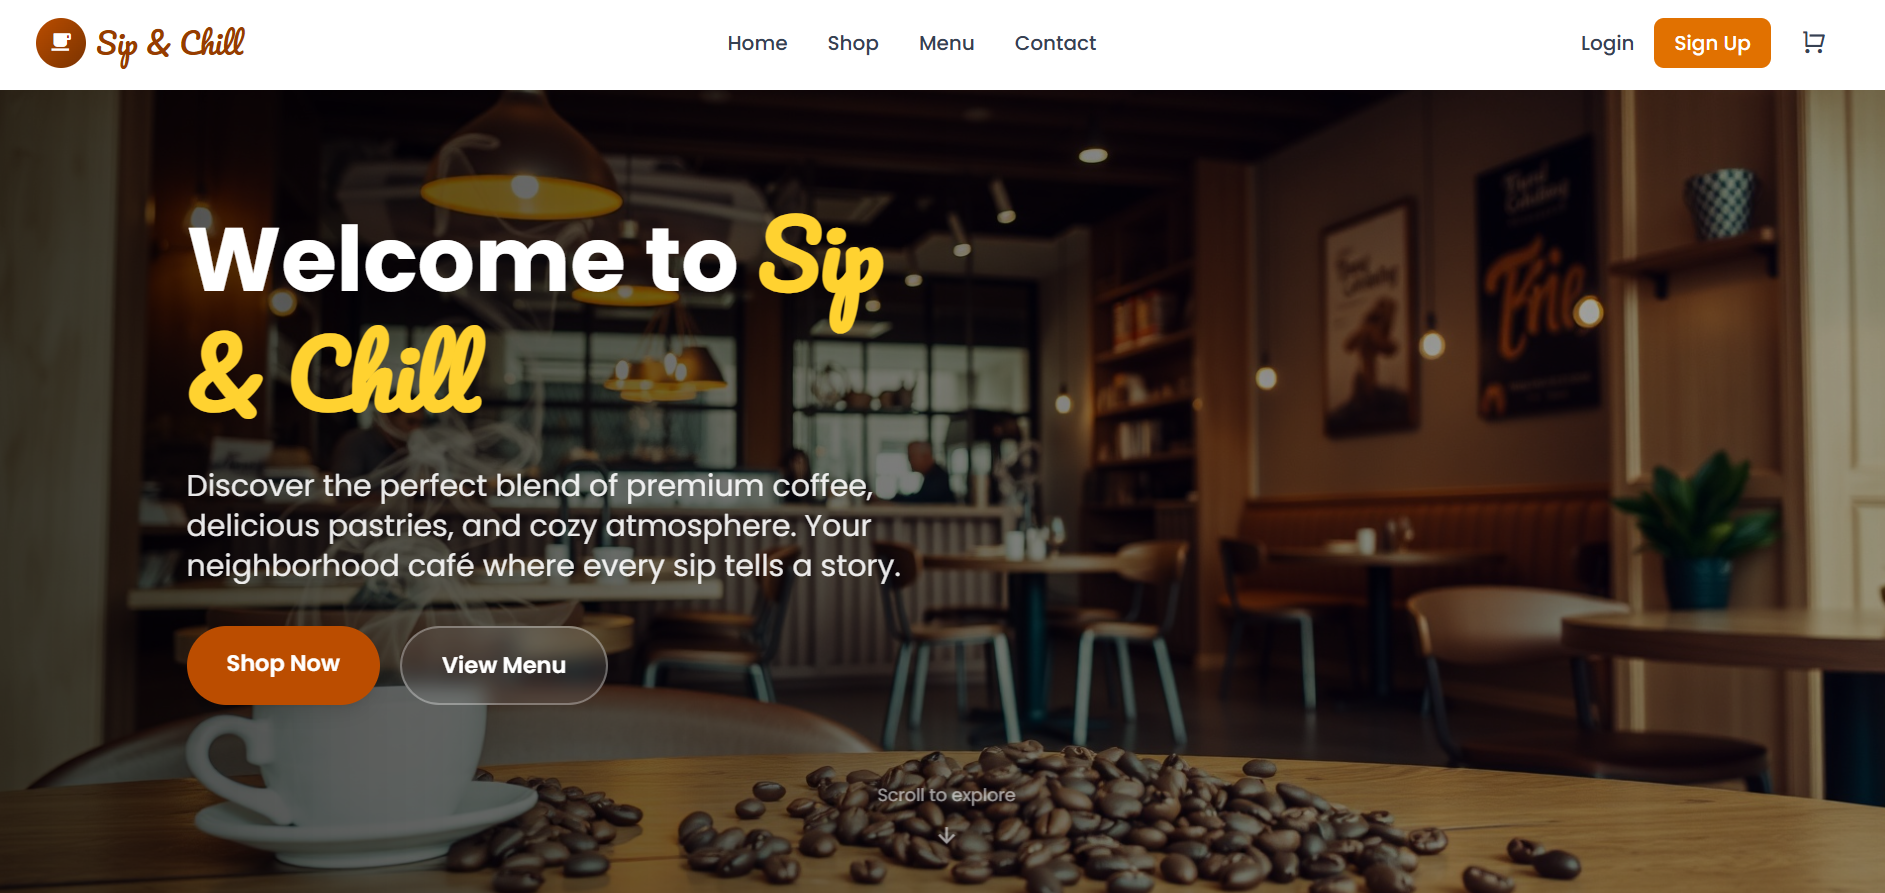 Sip & Chill
Home
Shop
Menu
Contact
Login
Sign Up
Welcome to Sip
& Chill
Discover the perfect blend of premium coffee,
delicious pastries, and cozy atmosphere. Your
neighborhood café where every sip tells a story.
Shop Now
View Menu
Scroll to explore